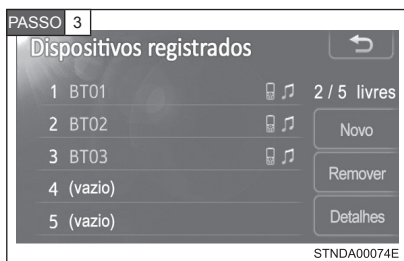 PASSO 3
Dispositivos registrados
1 BT01
2 / 5 livres
2 BT02
Novo
3 BT03
Remover
4 (vazio)
5 (vazio)
Detalhes
STNDA00074E